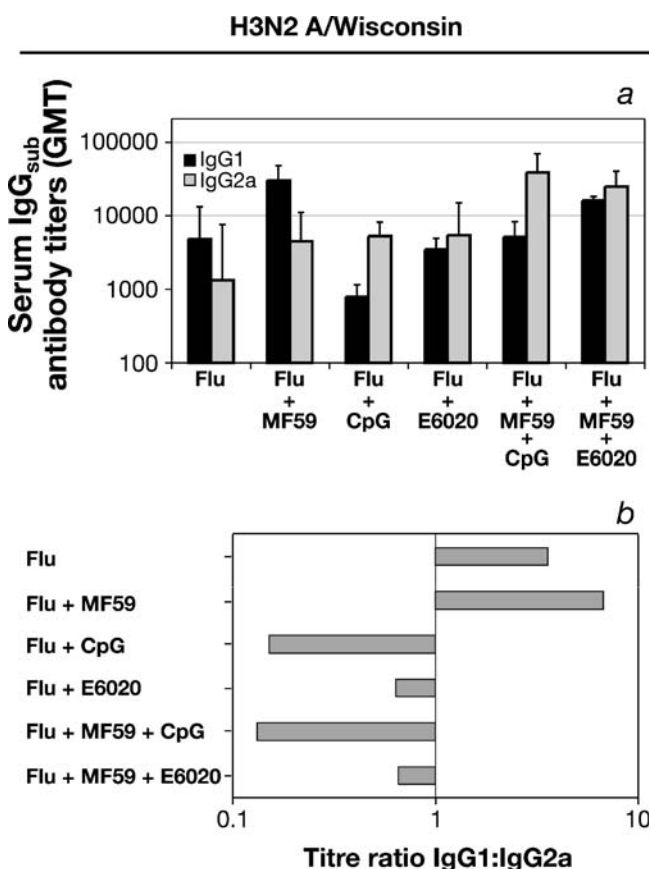 H3N2 A/Wisconsin
a
Serum IgGsub
antibody titers (GMT)
100000
10000
1000
100
IgG1
IgG2a
Flu Flu Flu Flu Flu Flu
+ + + + +
MF59 CpG E6020 MF59 MF59
+ +
CpG E6020
b
Flu
Flu + MF59
Flu + CpG
Flu + E6020
Flu + MF59 + CpG
Flu + MF59 + E6020
0.1 1 10
Titre ratio IgG1:IgG2a